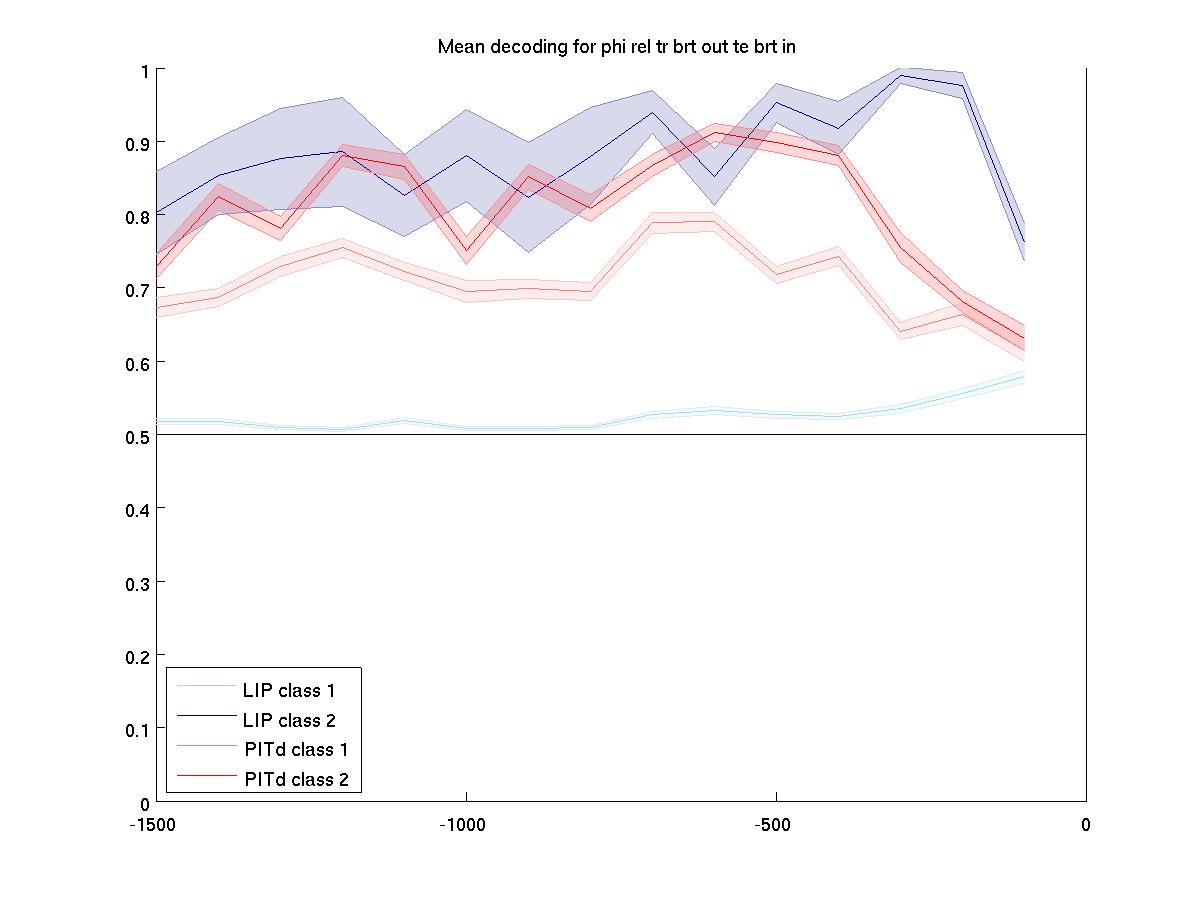 Mean decoding for phi rel tr brt out te brt in
1
0.9
0.8
0.7
0.6
0.5
0.4
0.3
0.2
0.1
0
LIP class 1
LIP class 2
PITd class 1
PITd class 2
-1500 -1000 -500 0